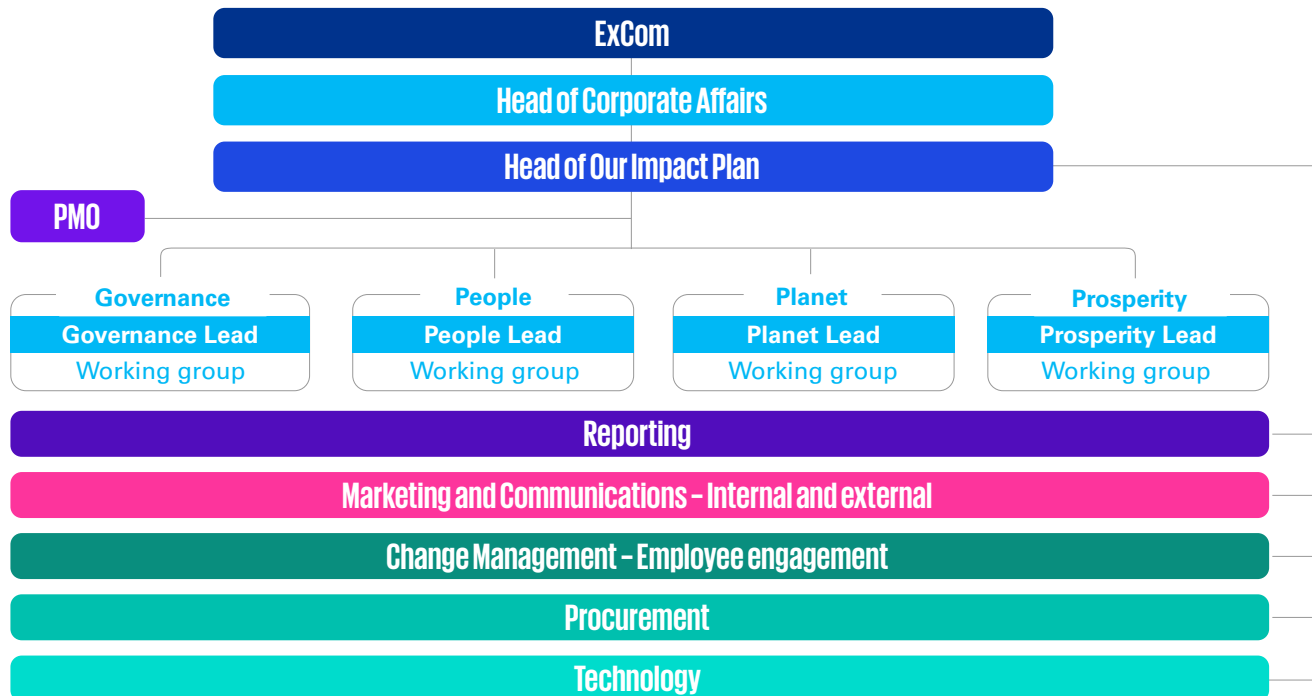 ExCom
Head of Corporate Affairs
Head of Our Impact Plan
PMO
Governance
Governance Lead
Working group
People
People Lead
Working group
Planet
Planet Lead
Working group
Prosperity
Prosperity Lead
Working group
Reporting
Marketing and Communications – Internal and external
Change Management – Employee engagement
Procurement
Technology